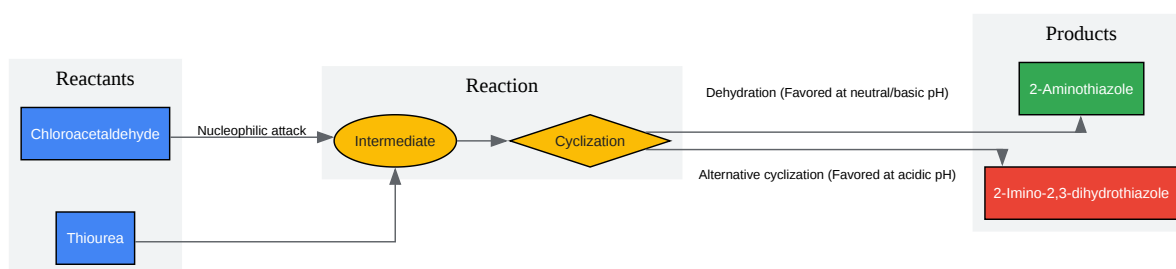 Reactants
Chloroacetaldehyde
Thiourea
Nucleophilic attack
Reaction
Intermediate
Cyclization
Dehydration (Favored at neutral/basic pH)
Alternative cyclization (Favored at acidic pH)
Products
2-Aminothiazole
2-Imino-2,3-dihydrothiazole